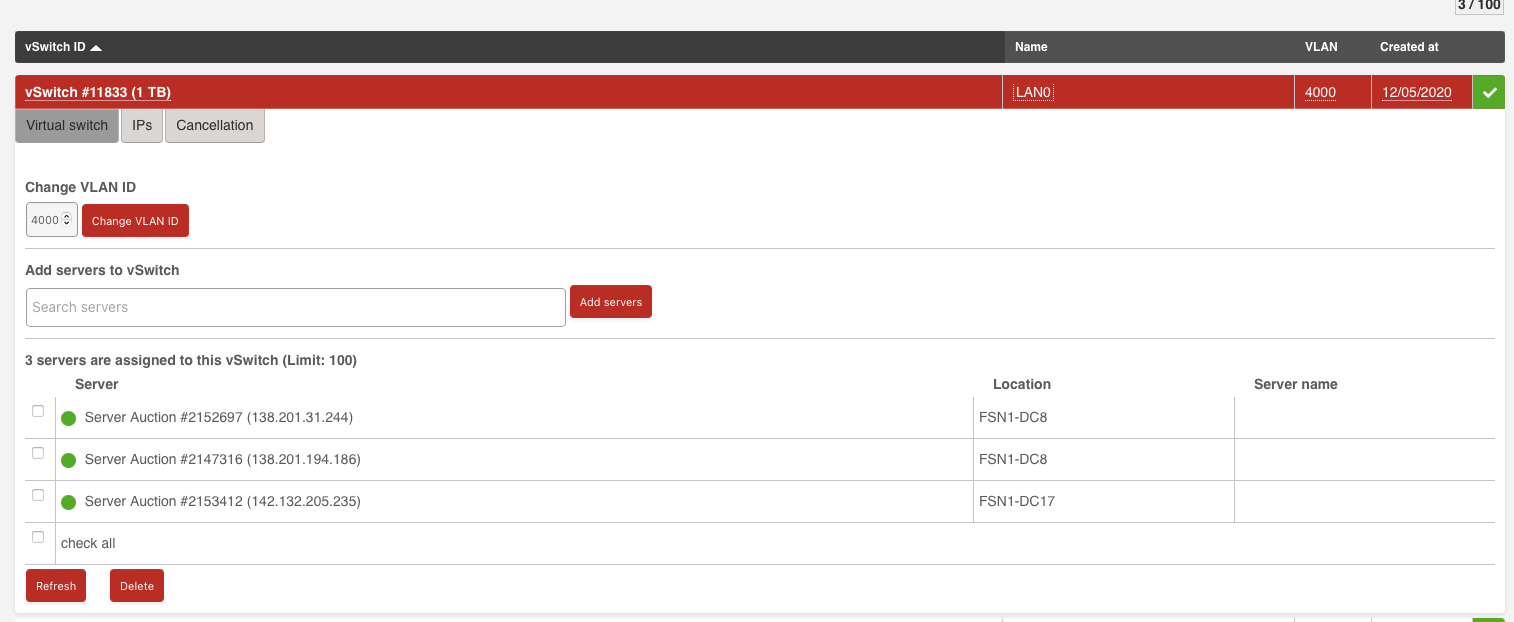 3 / 100
vSwitch ID Name VLAN Created at
vSwitch #11833 (1 TB) LAN0 4000 12/05/2020
Virtual switch IPs Cancellation
Change VLAN ID
4000 Change VLAN ID
Add servers to vSwitch
Search servers Add servers
3 servers are assigned to this vSwitch (Limit: 100)
Server Location Server name
Server Auction #2152697 (138.201.31.244) FSN1-DC8
Server Auction #2147316 (138.201.194.186) FSN1-DC8
Server Auction #2153412 (142.132.205.235) FSN1-DC17
check all
Refresh Delete